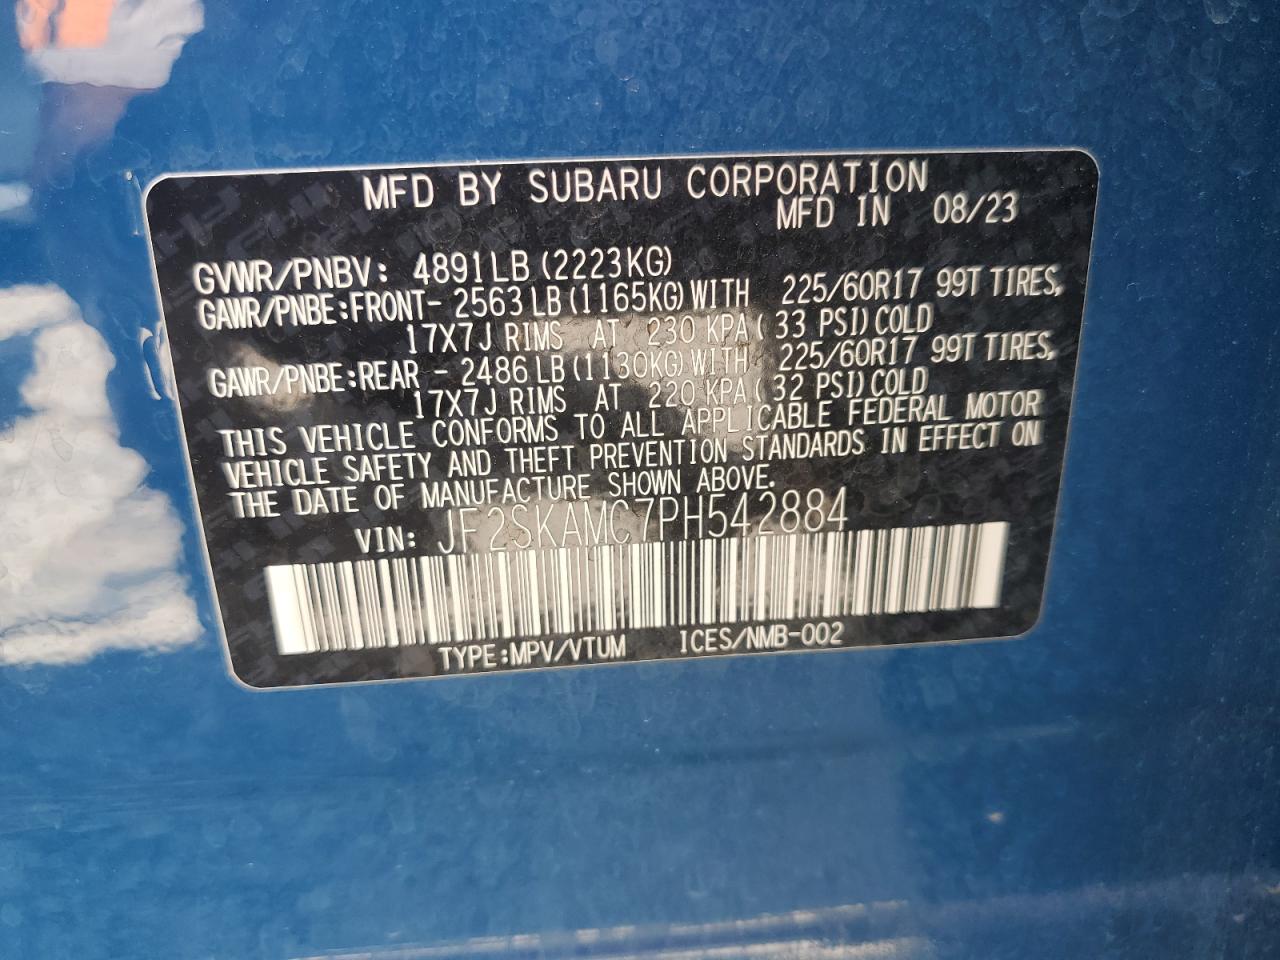 MFD BY SUBARU CORPORATION
MFD IN 08/23
GVWR/PNBV: 4891LB (2223KG)
GAWR/PNBE:FRONT- 2563LB (1165KG) WITH 225/60R17 99T TIRES,
17X7J RIMS AT 230 KPA( 33 PSI) COLD
GAWR/PNBE:REAR - 2486LB (1130KG) WITH 225/60R17 99T TIRES,
17X7J RIMS AT 220 KPA( 32 PSI) COLD
THIS VEHICLE CONFORMS TO ALL APPLICABLE FEDERAL MOTOR
VEHICLE SAFETY AND THEFT PREVENTION STANDARDS IN EFFECT ON
THE DATE OF MANUFACTURE SHOWN ABOVE.
VIN: JF2SKAMC7PH542884
TYPE:MPV/VTUM ICES/NMB-002